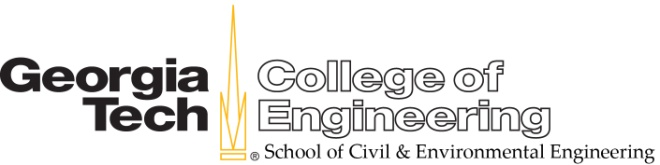 Georgia Tech
College of Engineering
® School of Civil & Environmental Engineering